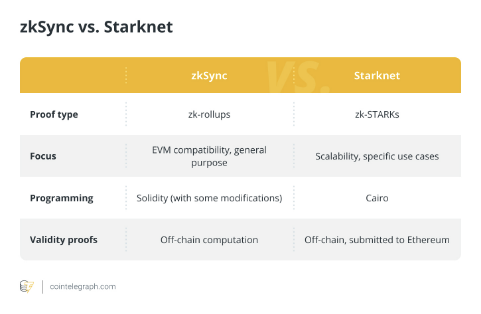 zkSync vs. Starknet
vs.
zkSync Starknet
Proof type zk-rollups zk-STARKs
Focus EVM compatibility, general purpose Scalability, specific use cases
Programming Solidity (with some modifications) Cairo
Validity proofs Off-chain computation Off-chain, submitted to Ethereum
cointelegraph.com